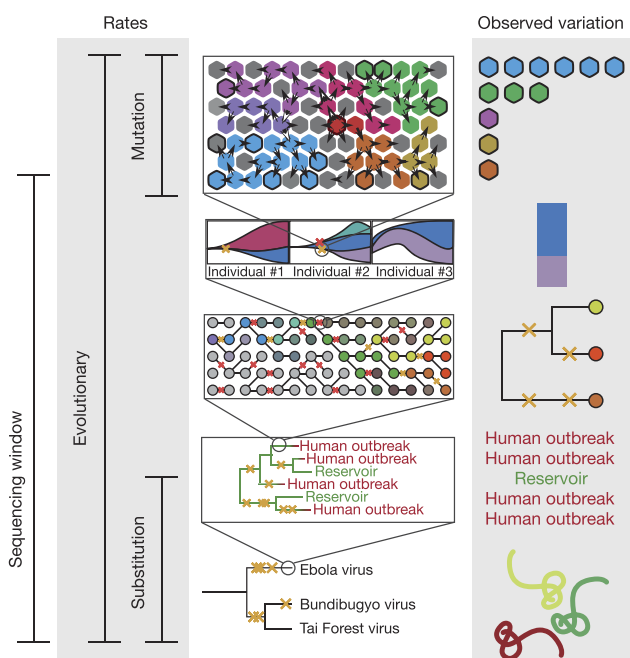 Rates
Observed variation
Mutation
Evolutionary
Sequencing window
Substitution
Individual #1
Individual #2
Individual #3
Human outbreak
Human outbreak
Reservoir
Human outbreak
Reservoir
Human outbreak
Human outbreak
Human outbreak
Reservoir
Human outbreak
Human outbreak
Ebola virus
Bundibugyo virus
Tai Forest virus